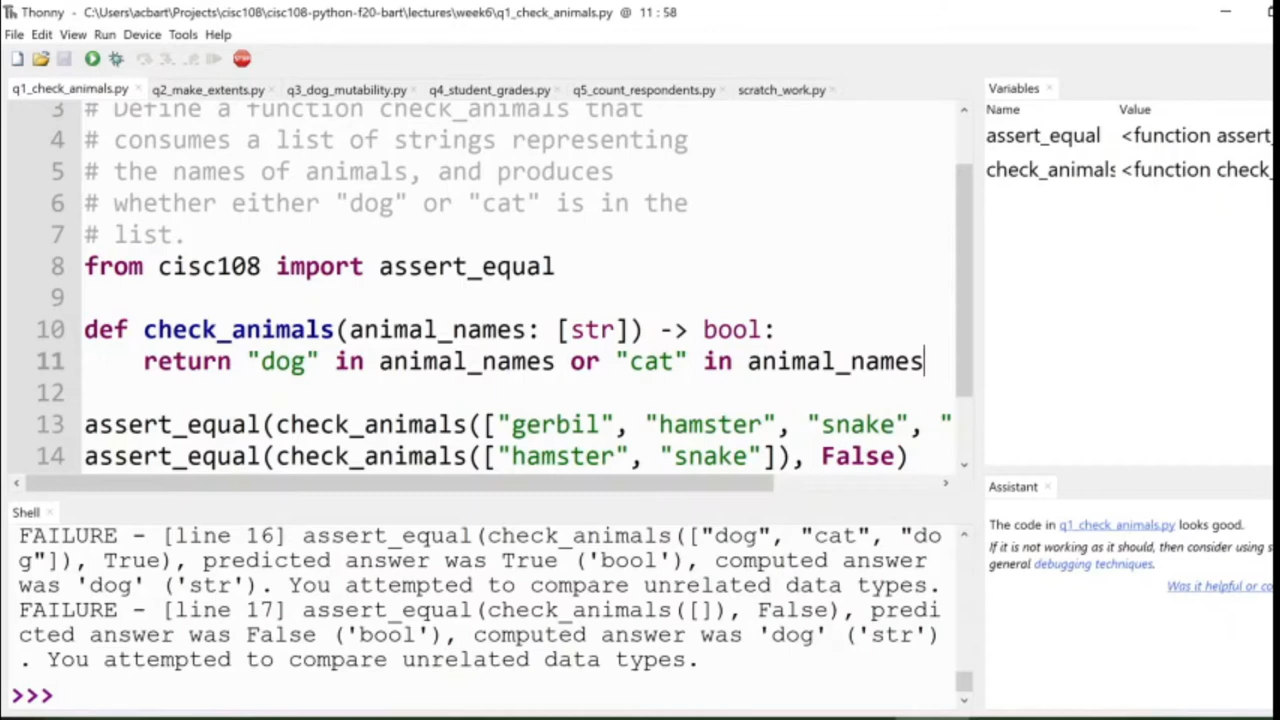 Thonny - C:\Users\acbart\Projects\cisc108\cisc108-python-f20-bart\lectures\week6\q1_check_animals.py @ 11 : 58
File Edit View Run Device Tools Help
STOP
q1_check_animals.py q2_make_extents.py q3_dog_mutability.py q4_student_grades.py q5_count_respondents.py scratch_work.py
3 # Define a function check_animals that
4 # consumes a list of strings representing
5 # the names of animals, and produces
6 # whether either "dog" or "cat" is in the
7 # list.
8 from cisc108 import assert_equal
9
10 def check_animals(animal_names: [str]) -> bool:
11 return "dog" in animal_names or "cat" in animal_names
12
13 assert_equal(check_animals(["gerbil", "hamster", "snake", "
14 assert_equal(check_animals(["hamster", "snake"]), False)
Shell
FAILURE - [line 16] assert_equal(check_animals(["dog", "cat", "do
g"]), True), predicted answer was True ('bool'), computed answer
was 'dog' ('str'). You attempted to compare unrelated data types.
FAILURE - [line 17] assert_equal(check_animals([]), False), predi
cted answer was False ('bool'), computed answer was 'dog' ('str')
. You attempted to compare unrelated data types.
>>>
Variables
Name Value
assert_equal <function assert_
check_animals <function check_
Assistant
The code in q1_check_animals.py looks good.
If it is not working as it should, then consider using s
general debugging techniques.
Was it helpful or co